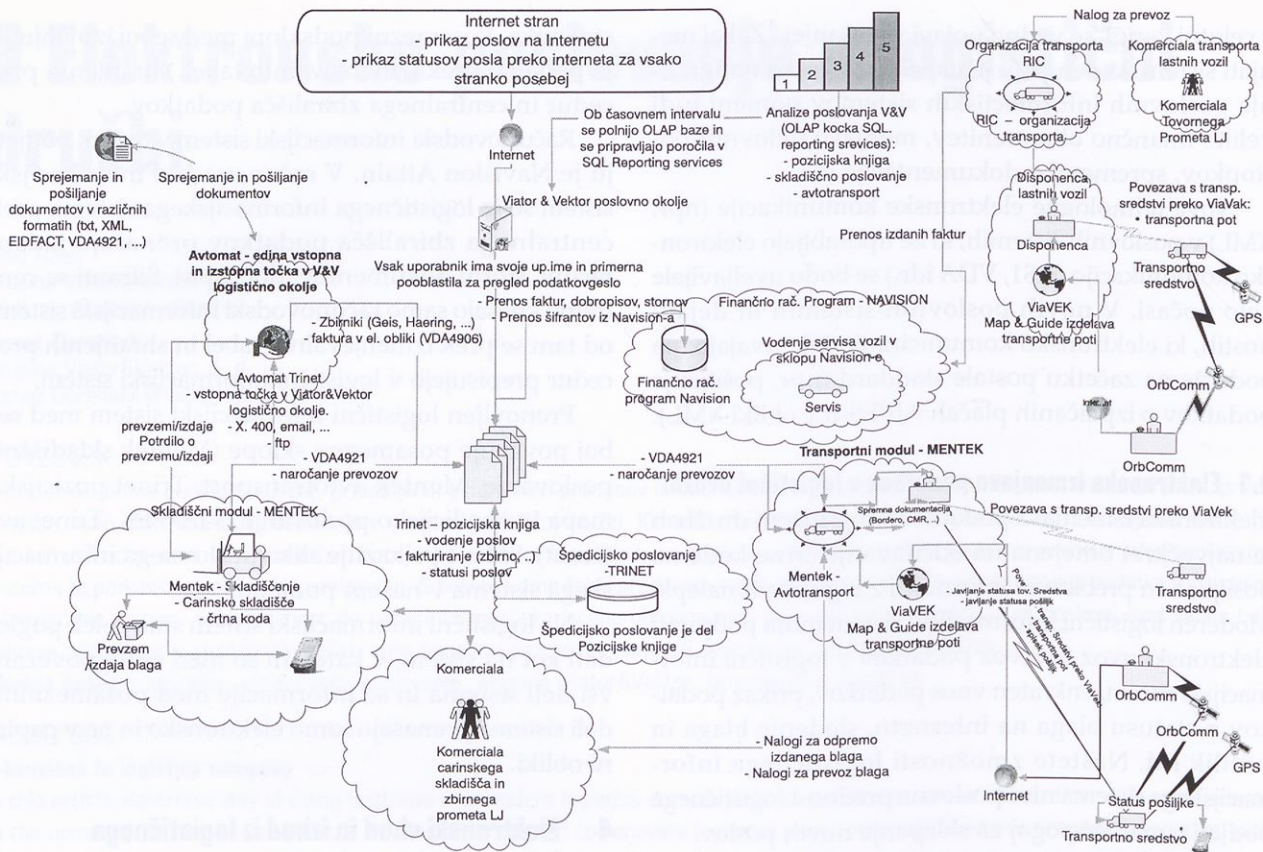 Internet stran
- prikaz poslov na Internetu
- prikaz statusov posla preko interneta za vsako
stranko posebej
1
2
3
4
5
Internet
Ob časovnem intervalu
se polnijo OLAP baze in
se pripravljajo poročila v
SQL Reporting services
Analize poslovanja V&V
(OLAP kocka SQL.
reporting srevices):
- pozicijska knjiga
- skladiščno poslovanje
- avtotransport
Viator & Vektor poslovno okolje
Prenos izdanih faktur
Vsak uporabnik ima svoje up.ime in primerna
pooblastila za pregled podatkovgeslo
Nalog za prevoz
Organizacija transporta
RIC
RIC – organizacija
transporta
Komerciala transporta
lastnih vozil
Komerciala
Tovornega
Prometa LJ
Disponenca
lastnih vozil
Disponent
ViaVEK
Map & Guide izdelava
transportne poti
Povezava s transp.
sredstvi preko ViaVak:
- transportna pot
Transportno
sredstvo
GPS
OrbComm
OrbComm
Sprejemanje in
pošiljanje
dokumentov v različnih
formatih (txt, XML,
EIDFACT, VDA4921, ...)
Sprejemanje in pošiljanje
dokumentov
Avtomat - edina vstopna
in izstopna točka v V&V
logistično okolje
- Zbirniki (Geis, Haering, ...)
- faktura v el. obliki (VDA4906)
Avtomat Trinet
- vstopna točka v Viator&Vektor
logistično okolje
- X. 400, email, ..
- ftp
prevzemi/izdaje
Potrdilo o
prevzemu/izdaji
- Prenos faktur, dobropisov, stornov
- Prenos šifrantov iz Navisiona
Finančno rač. Program - NAVISION
Finančno rač.
program Navision
Vodenje servisa vozil v
sklopu Navision-e,
Servis
- VDA4921
- naročanje prevozov
- VDA4921
- naročanje prevozov
Skladiščni modul - MENTEK
Mentek - Skladiščenje
- Carinsko skladišče
- črtna koda
Prevzem
/izdaja blaga
Trinet - pozicijska knjiga
- vodenje poslov
- fakturiranje (zbirne, ..)
- statusi poslov
Špedicijsko poslovanje
-TRINET
Špedicijsko poslovanje je del
Pozicijske knjige
Transportni modul - MENTEK
Spremna dokumentacija
(Bordero, CMR, ...)
Mentek -
Avtotransport
ViaVEK
Map & Guide izdelava
transportne poti
- Javljanje statusa tov. Sredstva
- javljanje statusa pošiljk
Povezava s transp. sredstvi preko ViaVek
Transportno
sredstvo
OrbComm
OrbComm
GPS
Internet
Status pošiljke
Transportno sredstvo
Komerciala
Komerciala
carinskega
skladišča in
zbirnega
prometa LJ
- Nalogi za odpremo
izdanega blaga
- Nalogi za prevoz blaga